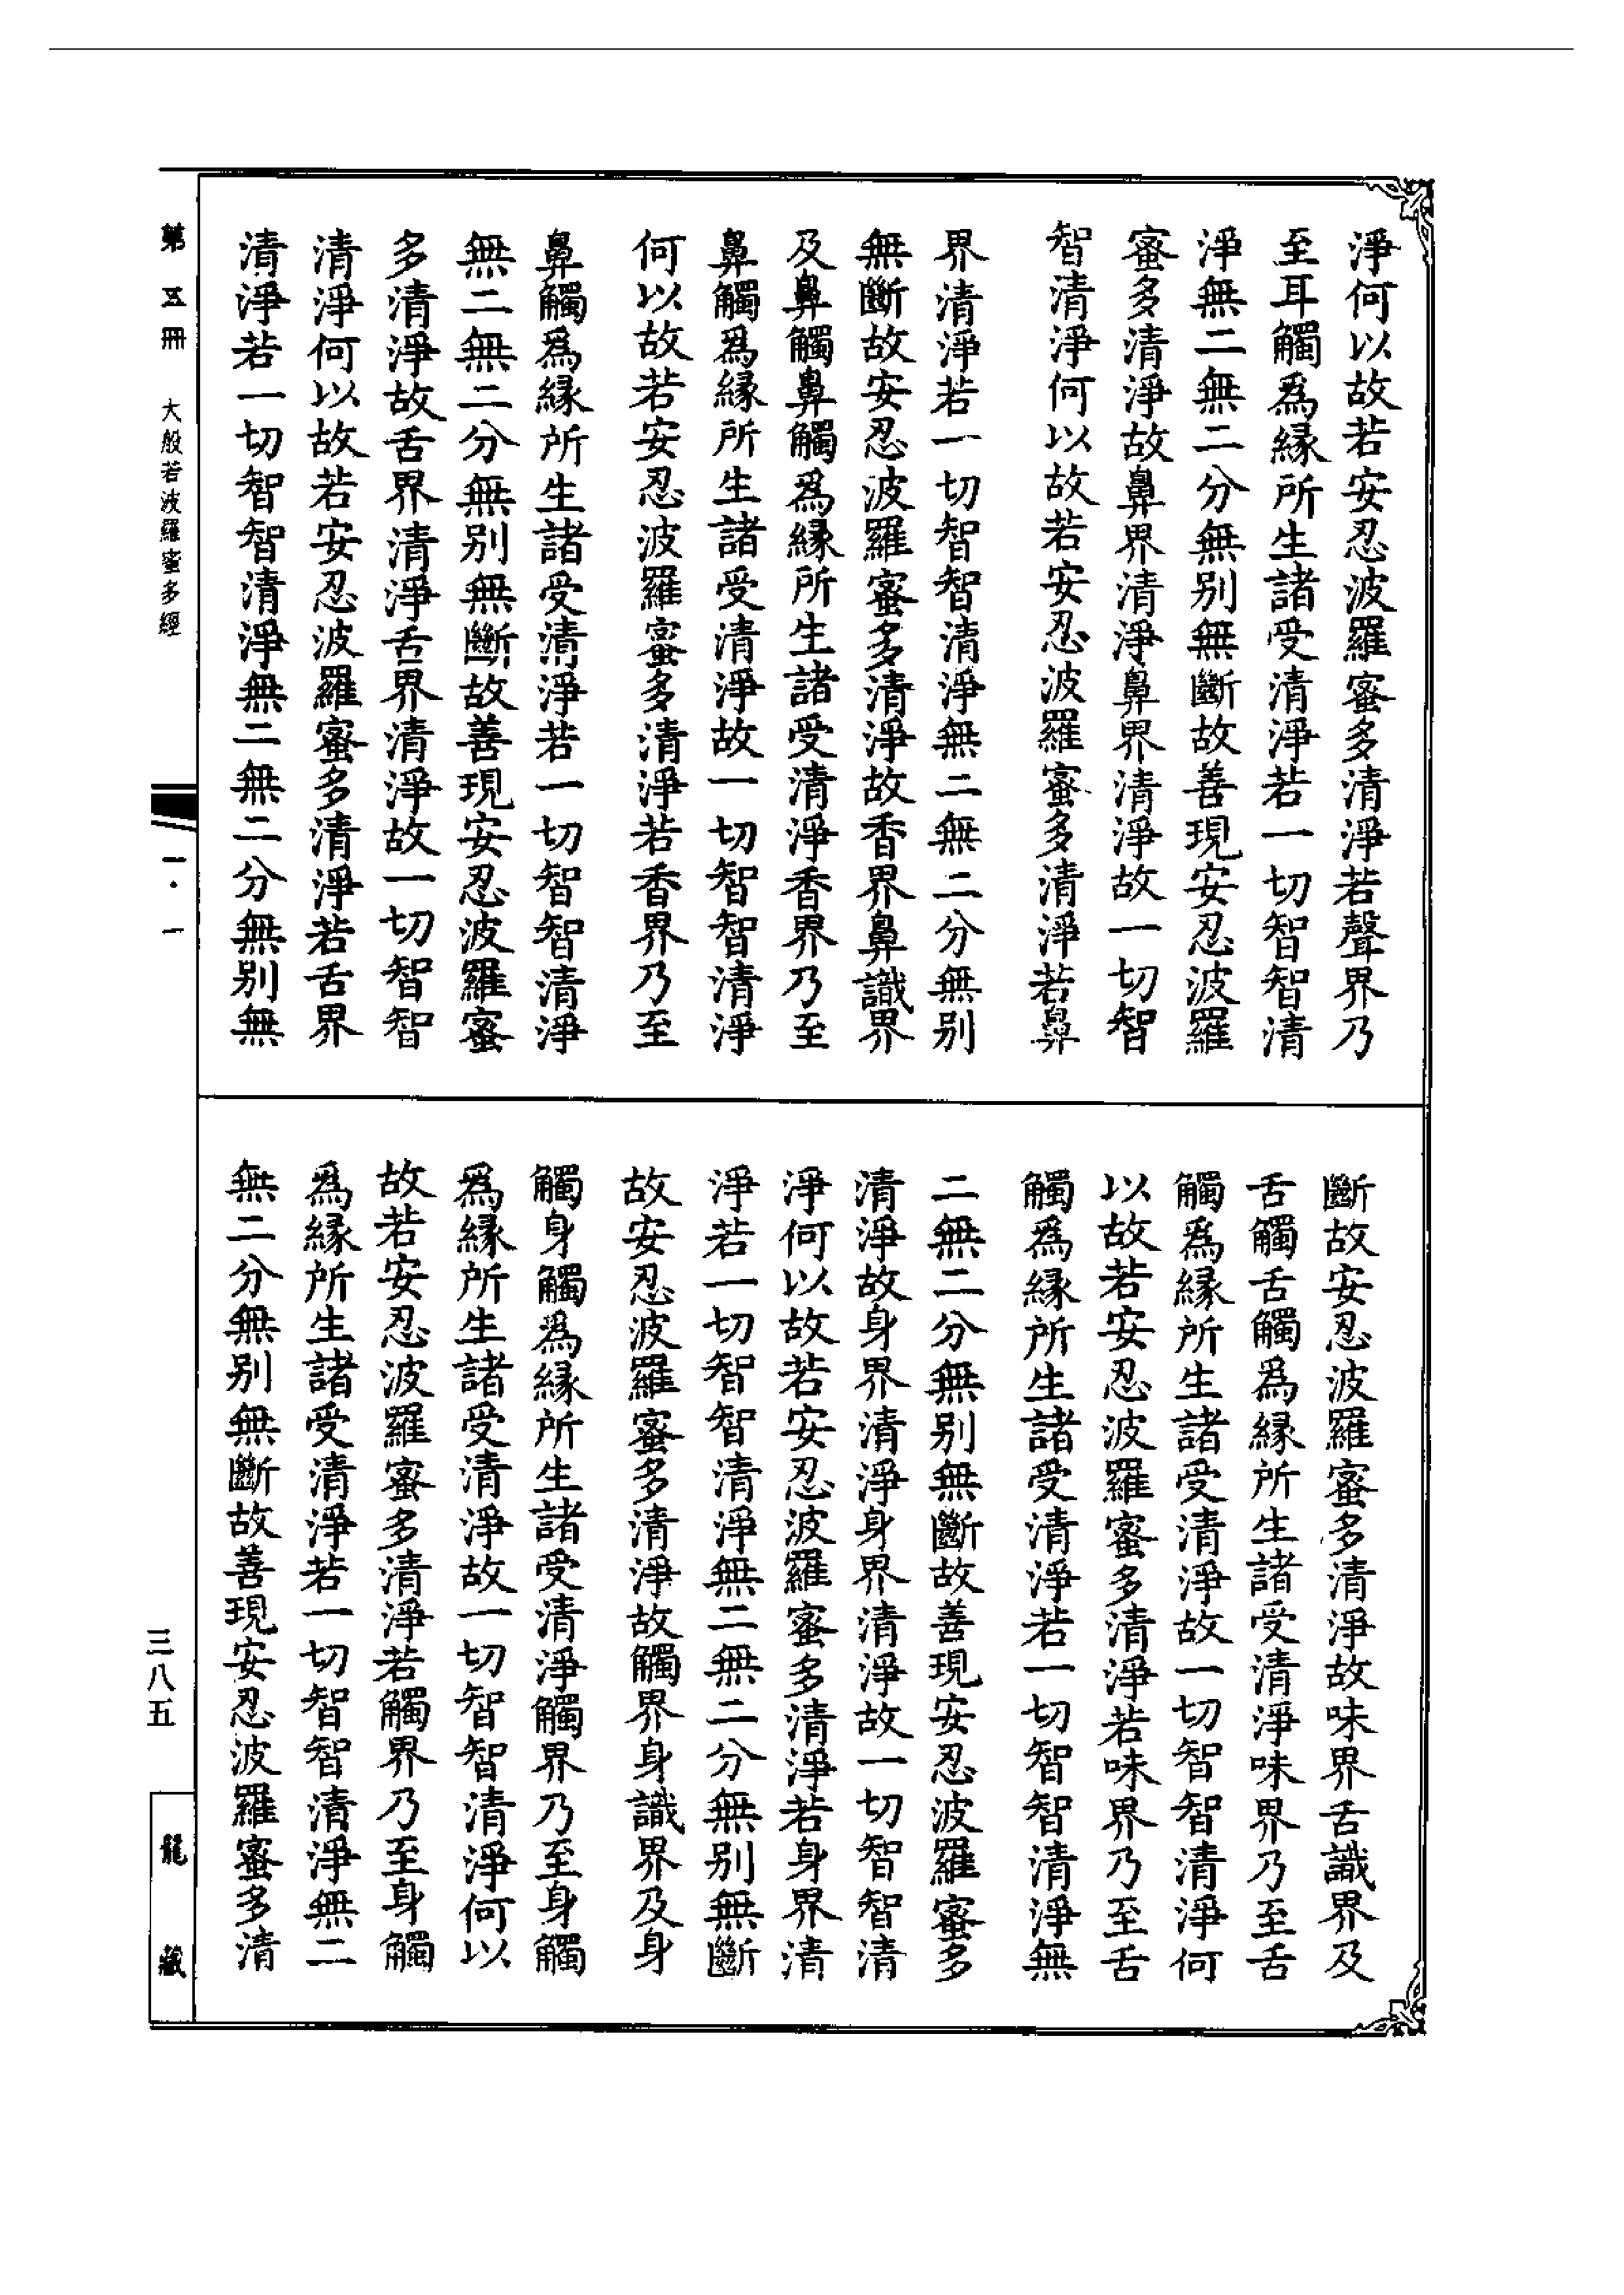 淨何以故若安忍波羅蜜多清淨若聲界乃
至耳觸爲縁所生諸受清淨若一切智智清
淨無二無二分無别無斷故善現安忍波羅
蜜多清淨故鼻界清淨鼻界清淨故一切智
智清淨何以故若安忍波羅蜜多清淨若鼻
界清淨若一切智智清淨無二無二分無别
無斷故安忍波羅蜜多清淨故香界鼻識界
及鼻觸鼻觸爲縁所生諸受清淨香界乃至
鼻觸爲縁所生諸受清淨故一切智智清淨
何以故若安忍波羅蜜多清淨若香界乃至
鼻觸爲縁所生諸受清淨若一切智智清淨
無二無二分無别無斷故善現安忍波羅蜜
多清淨故舌界清淨舌界清淨故一切智智
清淨何以故若安忍波羅蜜多清淨若舌界
清淨若一切智智清淨無二無二分無别無
斷故安忍波羅蜜多清淨故味界舌識界及
舌觸舌觸爲縁所生諸受清淨味界乃至舌
觸爲縁所生諸受清淨故一切智智清淨何
以故若安忍波羅蜜多清淨若味界乃至舌
觸爲縁所生諸受清淨若一切智智清淨無
二無二分無别無斷故善現安忍波羅蜜多
清淨故身界清淨身界清淨故一切智智清
淨何以故若安忍波羅蜜多清淨若身界清
淨若一切智智清淨無二無二分無别無斷
故安忍波羅蜜多清淨故觸界身識界及身
觸身觸爲縁所生諸受清淨觸界乃至身觸
爲縁所生諸受清淨故一切智智清淨何以
故若安忍波羅蜜多清淨若觸界乃至身觸
爲縁所生諸受清淨若一切智智清淨無二
無二分無别無斷故善現安忍波羅蜜多清
第五冊 大般若波羅蜜多經 一·一 三八五 龍藏